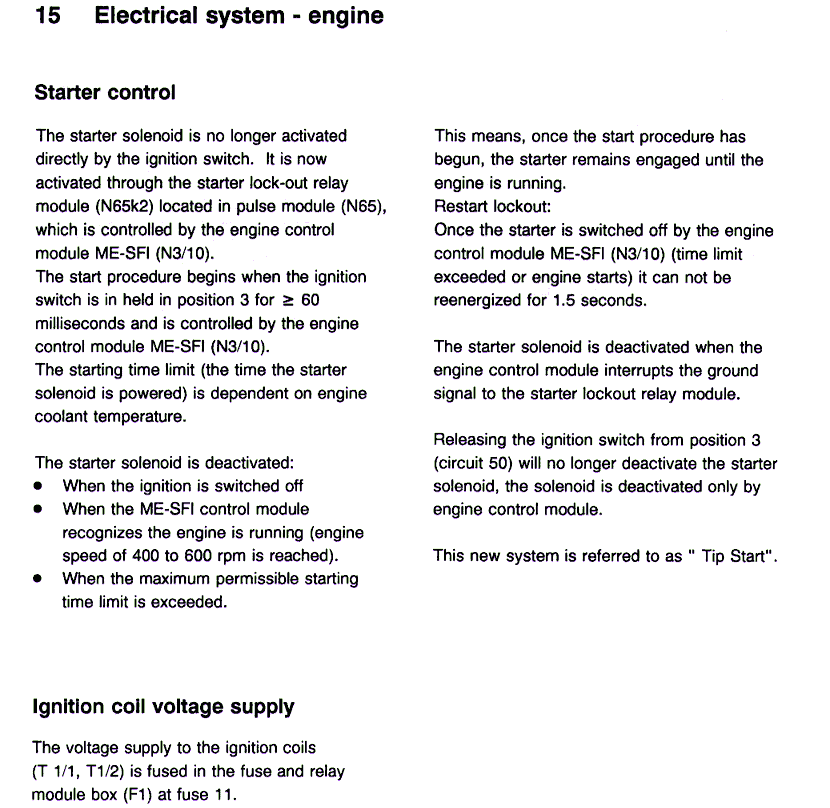 15 Electrical system - engine
Starter control
The starter solenoid is no longer activated
directly by the ignition switch. It is now
activated through the starter lock-out relay
module (N65k2) located in pulse module (N65),
which is controlled by the engine control
module ME-SFI (N3/10).
The start procedure begins when the ignition
switch is in held in position 3 for ≥ 60
milliseconds and is controlled by the engine
control module ME-SFI (N3/10).
The starting time limit (the time the starter
solenoid is powered) is dependent on engine
coolant temperature.
The starter solenoid is deactivated:
● When the ignition is switched off
● When the ME-SFI control module
recognizes the engine is running (engine
speed of 400 to 600 rpm is reached).
● When the maximum permissible starting
time limit is exceeded.
This means, once the start procedure has
begun, the starter remains engaged until the
engine is running.
Restart lockout:
Once the starter is switched off by the engine
control module ME-SFI (N3/10) (time limit
exceeded or engine starts) it can not be
reenergized for 1.5 seconds.
The starter solenoid is deactivated when the
engine control module interrupts the ground
signal to the starter lockout relay module.
Releasing the ignition switch from position 3
(circuit 50) will no longer deactivate the starter
solenoid, the solenoid is deactivated only by
engine control module.
This new system is referred to as " Tip Start".
Ignition coil voltage supply
The voltage supply to the ignition coils
(T 1/1, T1/2) is fused in the fuse and relay
module box (F1) at fuse 11.